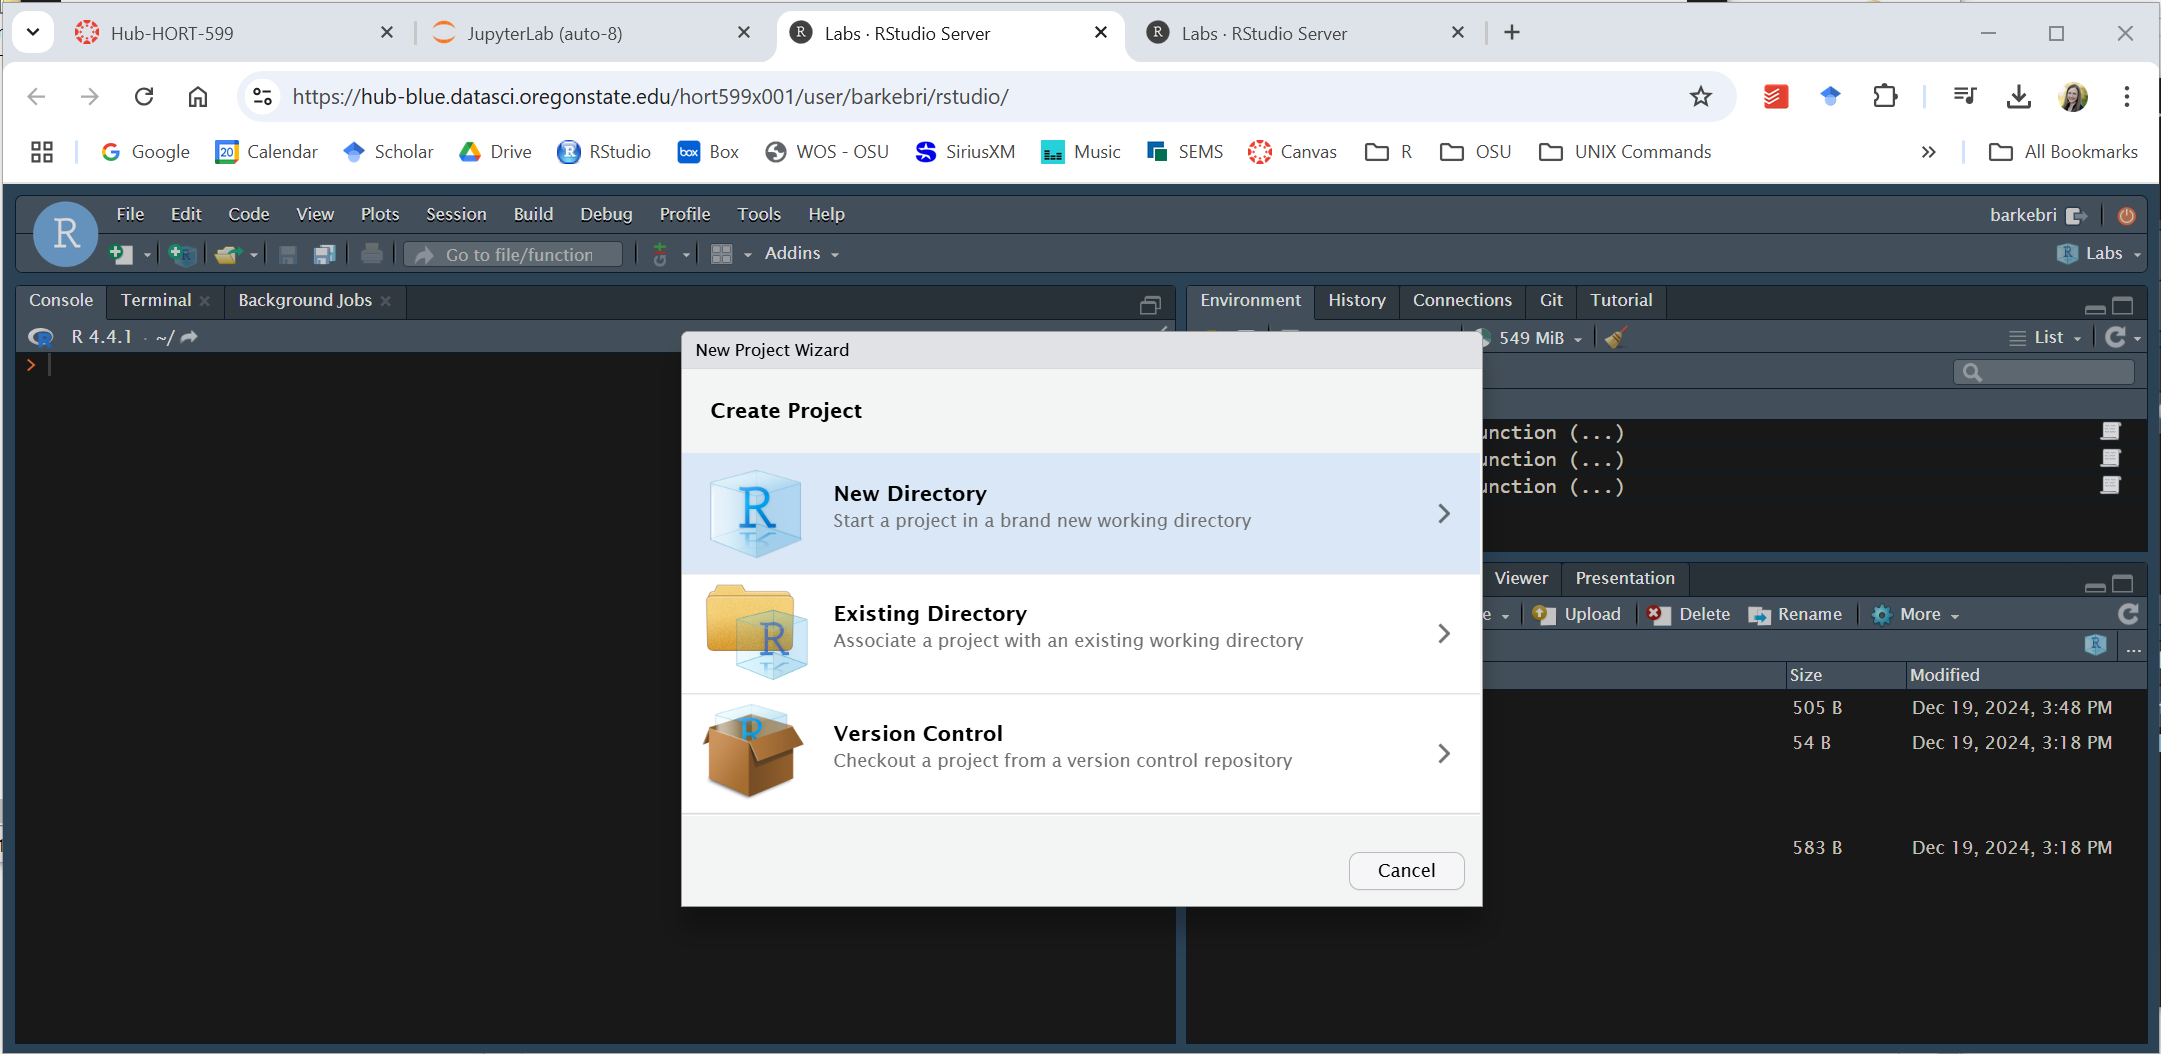 Hub-HORT-599
JupyterLab (auto-8)
Labs · RStudio Server
Labs · RStudio Server
https://hub-blue.datasci.oregonstate.edu/hort599x001/user/barkebri/rstudio/
Google
20
Calendar
Scholar
Drive
R
RStudio
box
Box
WOS - OSU
SiriusXM
Music
SEMS
Canvas
R
OSU
UNIX Commands
All Bookmarks
R
File Edit Code View Plots Session Build Debug Profile Tools Help
barkebri
Go to file/function
Addins
Labs
Console
Terminal
Background Jobs
Environment
History
Connections
Git
Tutorial
R 4.4.1 · ~/
549 MiB
List
>
New Project Wizard
Create Project
New Directory
Start a project in a brand new working directory
Existing Directory
Associate a project with an existing working directory
Version Control
Checkout a project from a version control repository
Cancel
unction (...)
unction (...)
unction (...)
Viewer
Presentation
e
Upload
Delete
Rename
More
...
Size
Modified
505 B
Dec 19, 2024, 3:48 PM
54 B
Dec 19, 2024, 3:18 PM
583 B
Dec 19, 2024, 3:18 PM